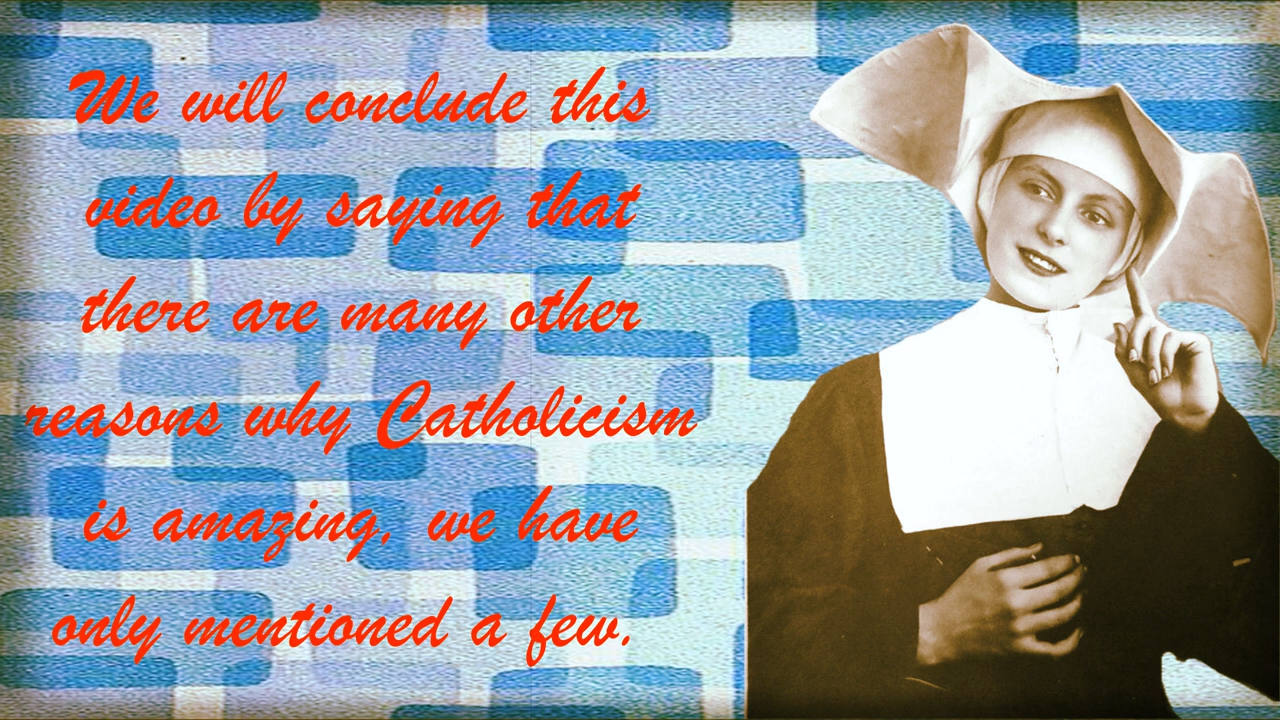 We will conclude this
video by saying that
there are many other
reasons why Catholicism
is amazing, we have
only mentioned a few.